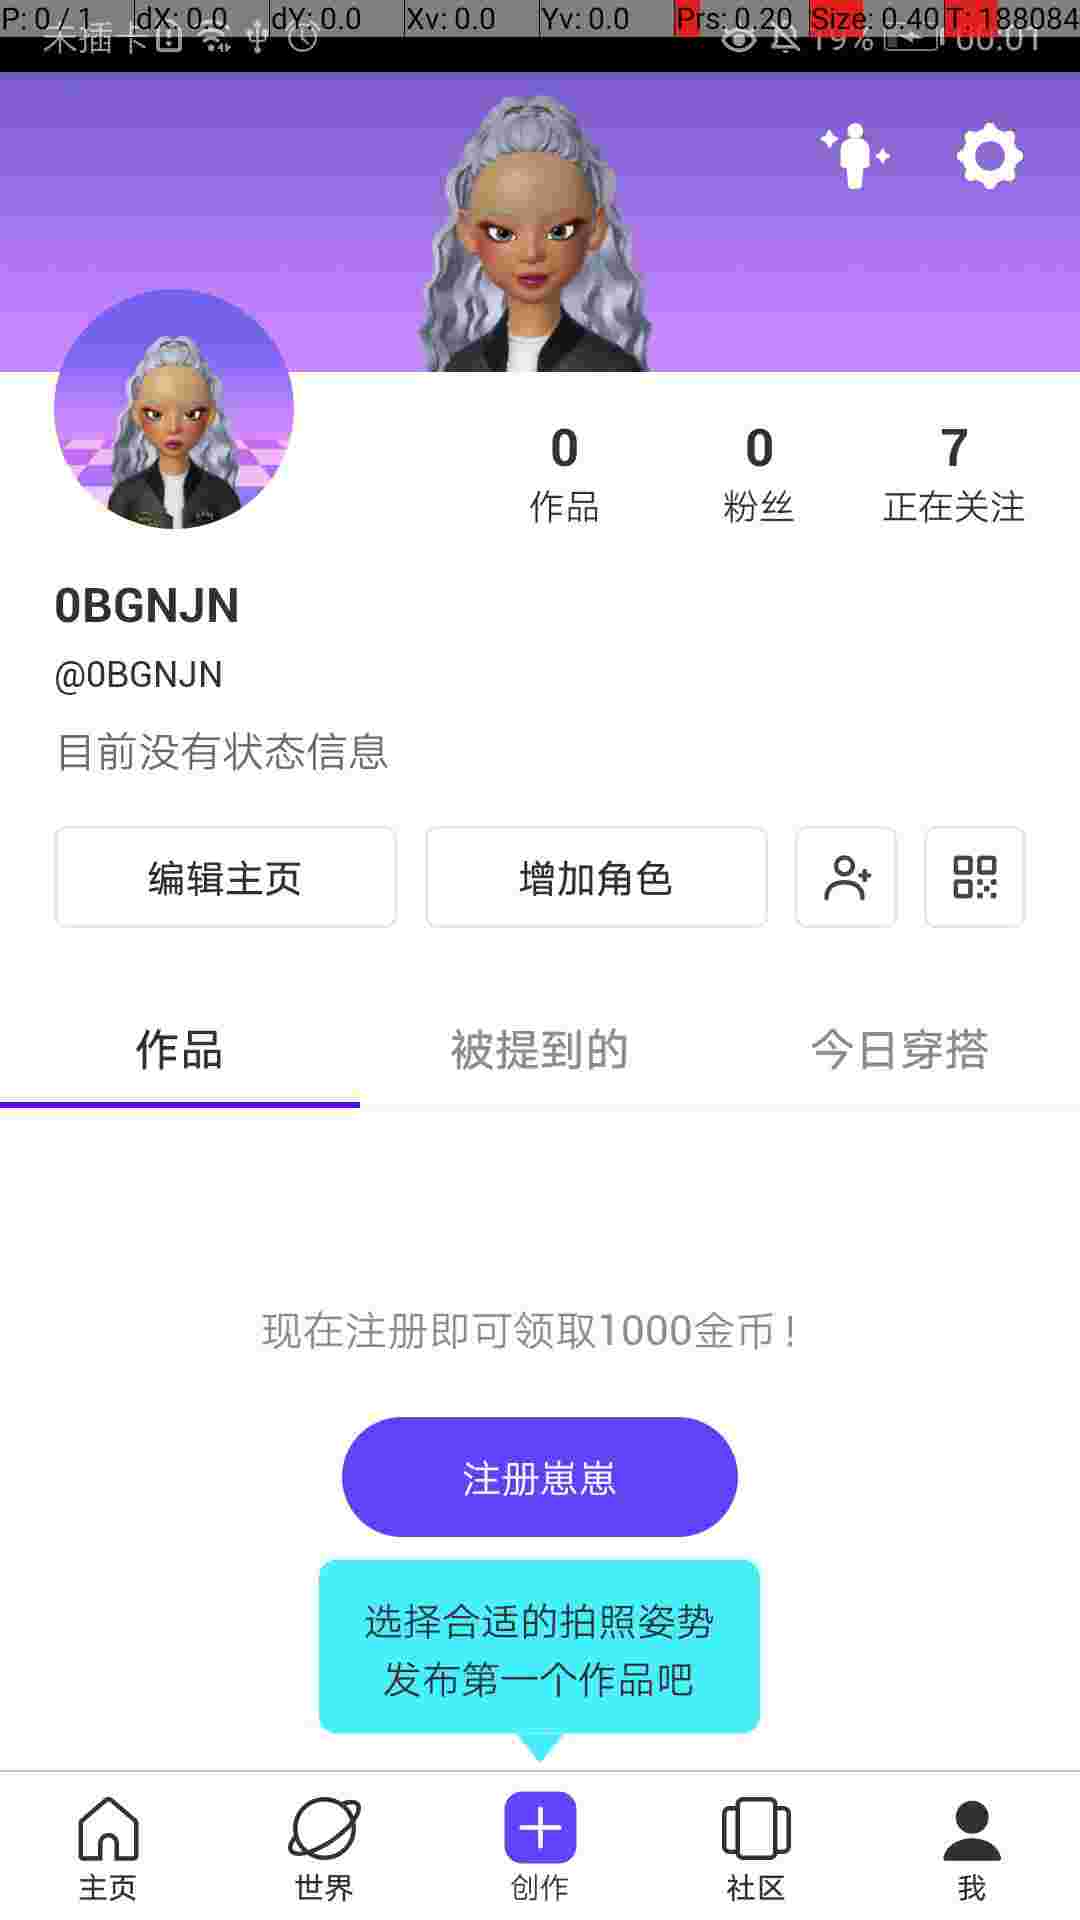 P: 0 / 1 dX: 0.0 dY: 0.0 Xv: 0.0 Yv: 0.0 Prs: 0.20 Size: 0.40 T: 188084
未插卡 19% 00:01
0 0 7
作品 粉丝 正在关注
0BGNJN
@0BGNJN
目前没有状态信息
编辑主页 增加角色
作品 被提到的 今日穿搭
现在注册即可领取1000金币！
注册崽崽
选择合适的拍照姿势
发布第一个作品吧
主页 世界 创作 社区 我